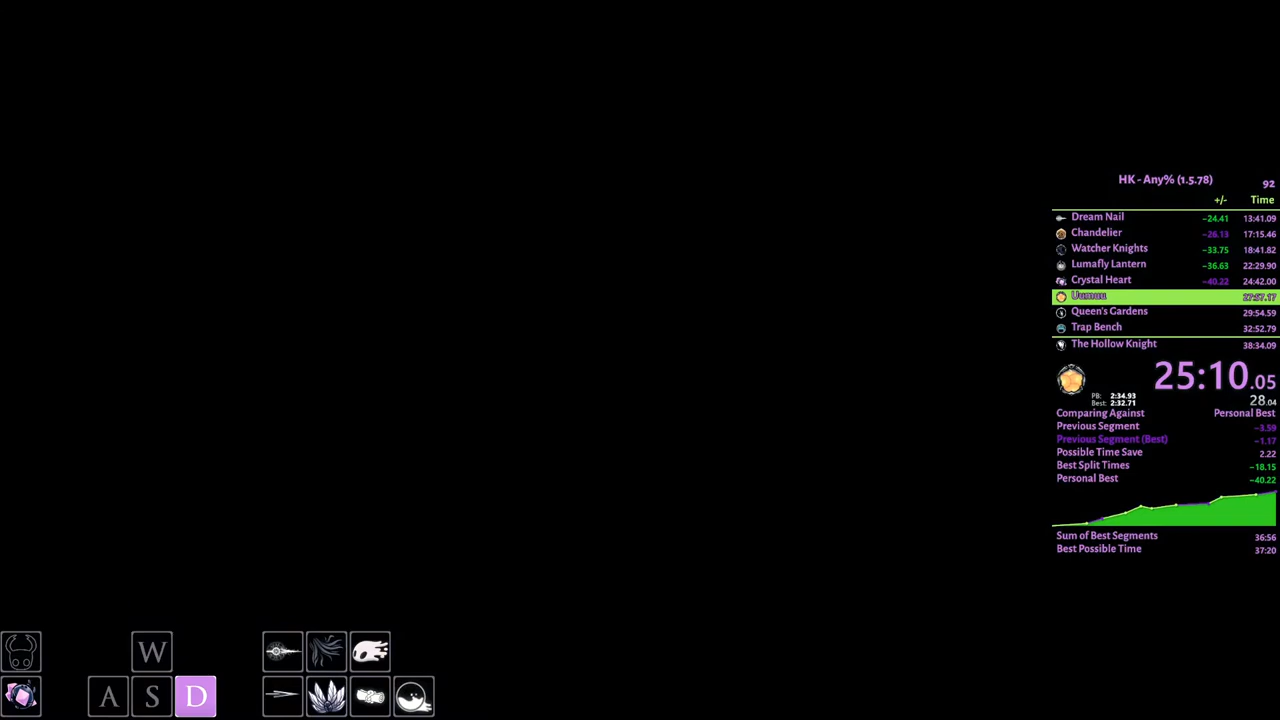 HK - Any% (1.5.78) 92
+/- Time
Dream Nail -24.41 13:41.09
Chandelier -26.13 17:15.46
Watcher Knights -33.75 18:41.82
Lumafly Lantern -36.63 22:29.90
Crystal Heart -40.22 24:42.00
Uumuu 27:57.17
Queen's Gardens 29:54.59
Trap Bench 32:52.79
The Hollow Knight 38:34.09
25:10.05
PB: 2:34.93 28.04
Best: 2:32.71
Comparing Against Personal Best
Previous Segment -3.59
Previous Segment (Best) -1.17
Possible Time Save 2.22
Best Split Times -18.15
Personal Best -40.22
Sum of Best Segments 36:56
Best Possible Time 37:20
W
A S D